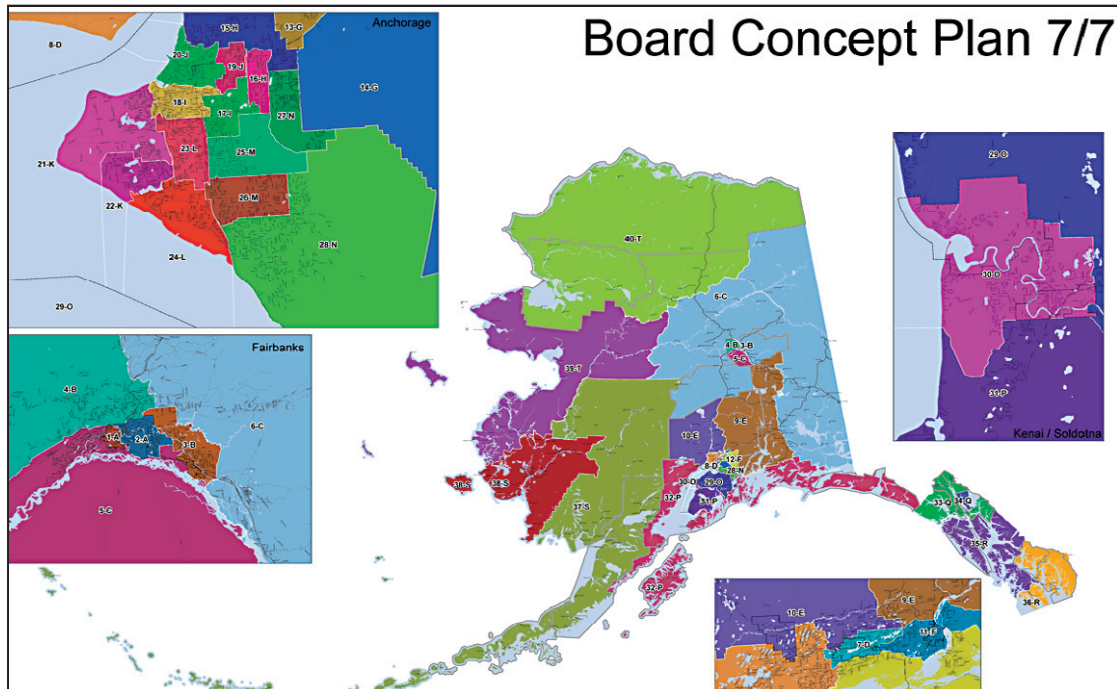 Board Concept Plan 7/7
Anchorage
8-D
15-H
13-G
20-J
19-J
16-H
14-G
18-I
17-I
27-N
23-L
25-M
21-K
22-K
26-M
28-N
24-L
29-O
Fairbanks
4-B
6-C
1-A
2-A
3-B
5-C
40-T
6-C
4-B
3-B
5-C
39-T
9-E
10-E
12-F
8-D
28-N
38-S
38-S
30-O
29-O
32-P
31-P
37-S
32-P
33-Q
34-Q
35-R
36-R
29-O
30-O
31-P
Kenai / Soldotna
10-E
9-E
11-F
7-D